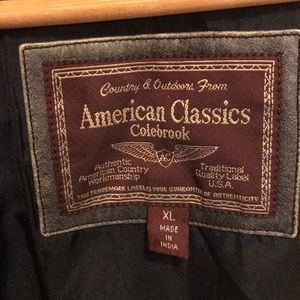 Country & Outdoors From
American Classics
Colebrook
Authentic
American Country
Workmanship
Traditional
Quality Label
U.S.A.
THIS TRADEMARK LABEL IS YOUR GUARANTEE OF AUTHENTICITY
XL
MADE
IN
INDIA